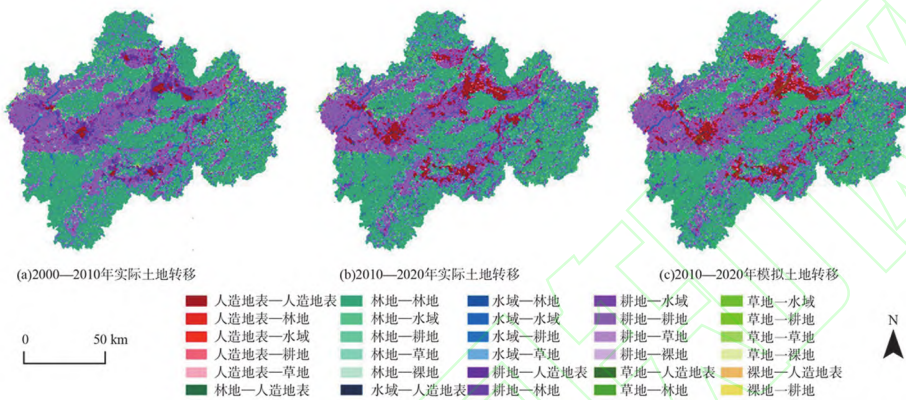 (a)2000—2010年实际土地转移
(b)2010—2020年实际土地转移
(c)2010—2020年模拟土地转移
0 50 km
N
人造地表—人造地表
人造地表—林地
人造地表—水域
人造地表—耕地
人造地表—草地
林地—人造地表
林地—林地
林地—水域
林地—耕地
林地—草地
林地—裸地
水域—人造地表
水域—林地
水域—水域
水域—耕地
水域—草地
耕地—人造地表
耕地—林地
耕地—水域
耕地—耕地
耕地—草地
耕地—裸地
草地—人造地表
草地—林地
草地—水域
草地—耕地
草地—草地
草地—裸地
裸地—人造地表
裸地—耕地